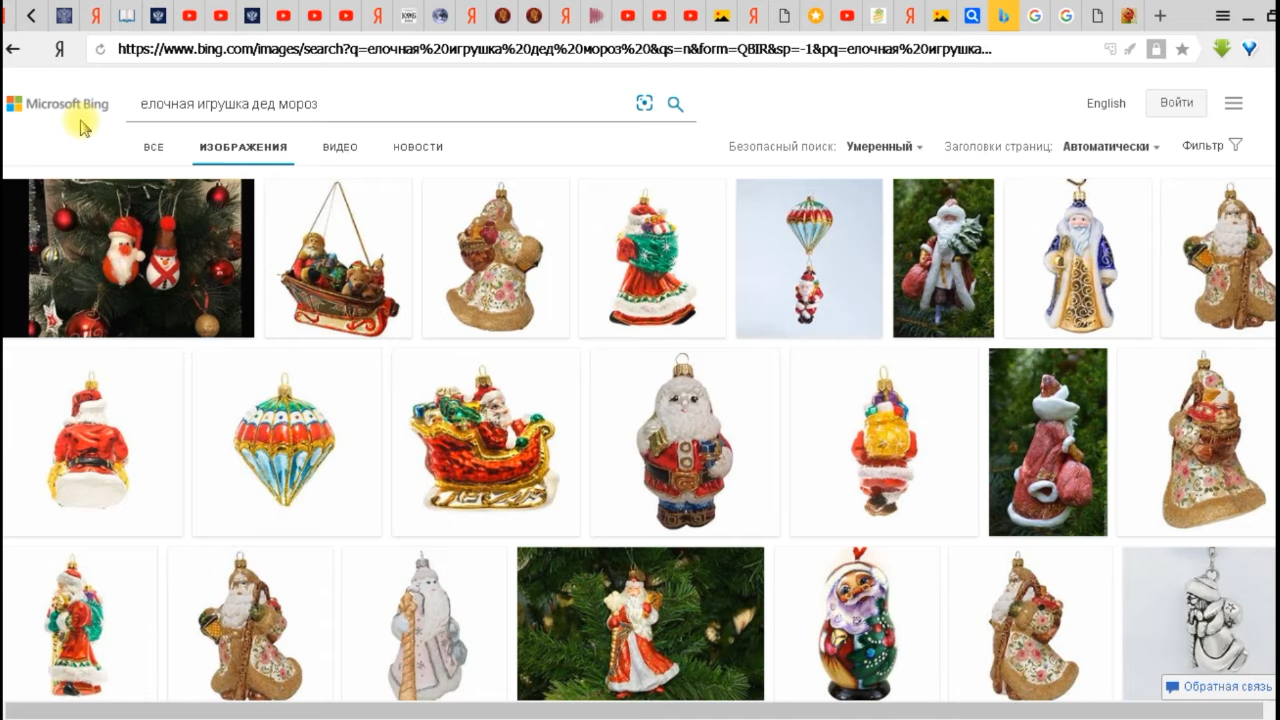 https://www.bing.com/images/search?q=елочная%20игрушка%20дед%20мороз%20&qs=n&form=QBIR&sp=-1&pq=елочная%20игрушка...
Microsoft Bing
елочная игрушка дед мороз
English
Войти
ВСЕ
ИЗОБРАЖЕНИЯ
ВИДЕО
НОВОСТИ
Безопасный поиск: Умеренный
Заголовки страниц: Автоматически
Фильтр
Обратная связь